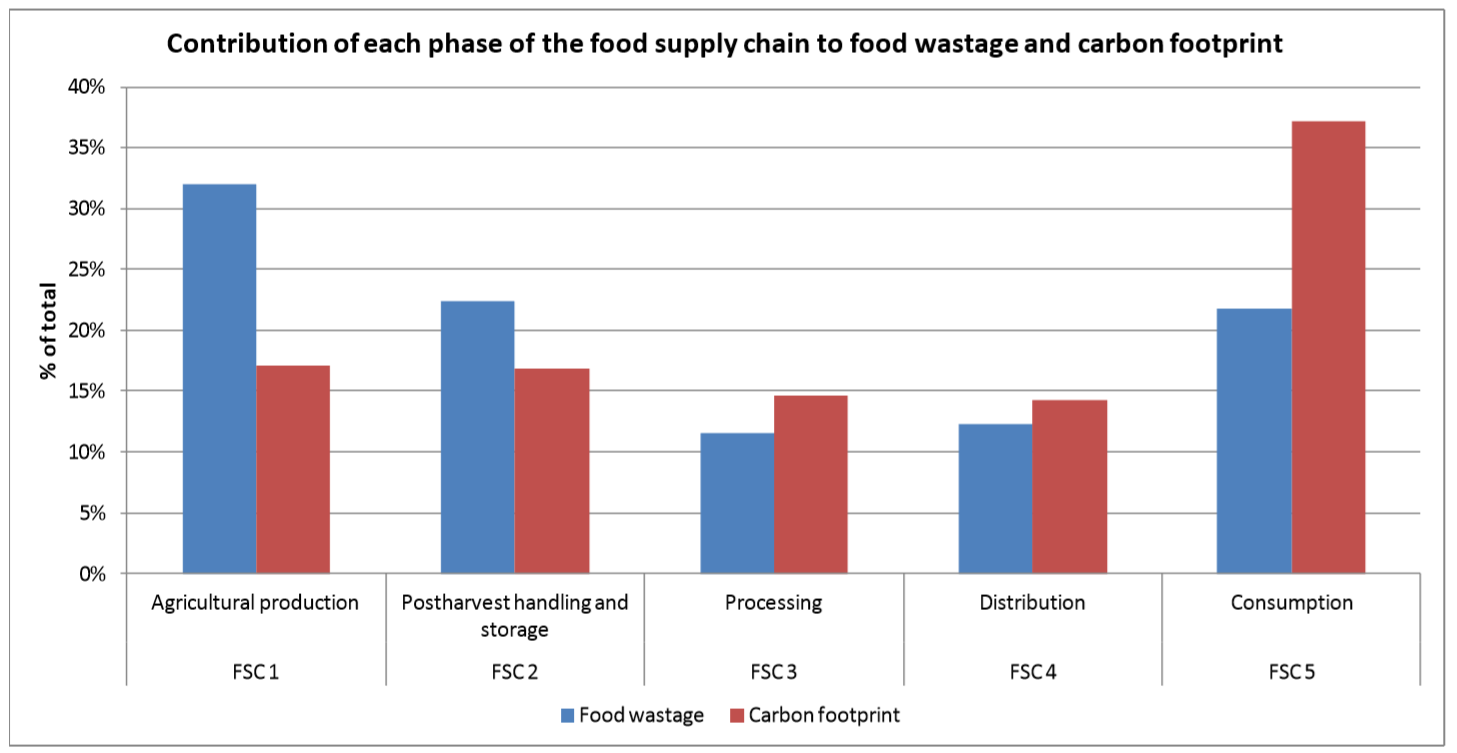 Contribution of each phase of the food supply chain to food wastage and carbon footprint
% of total
40%
35%
30%
25%
20%
15%
10%
5%
0%
Agricultural production
Postharvest handling and
storage
Processing
Distribution
Consumption
FSC 1
FSC 2
FSC 3
FSC 4
FSC 5
Food wastage
Carbon footprint